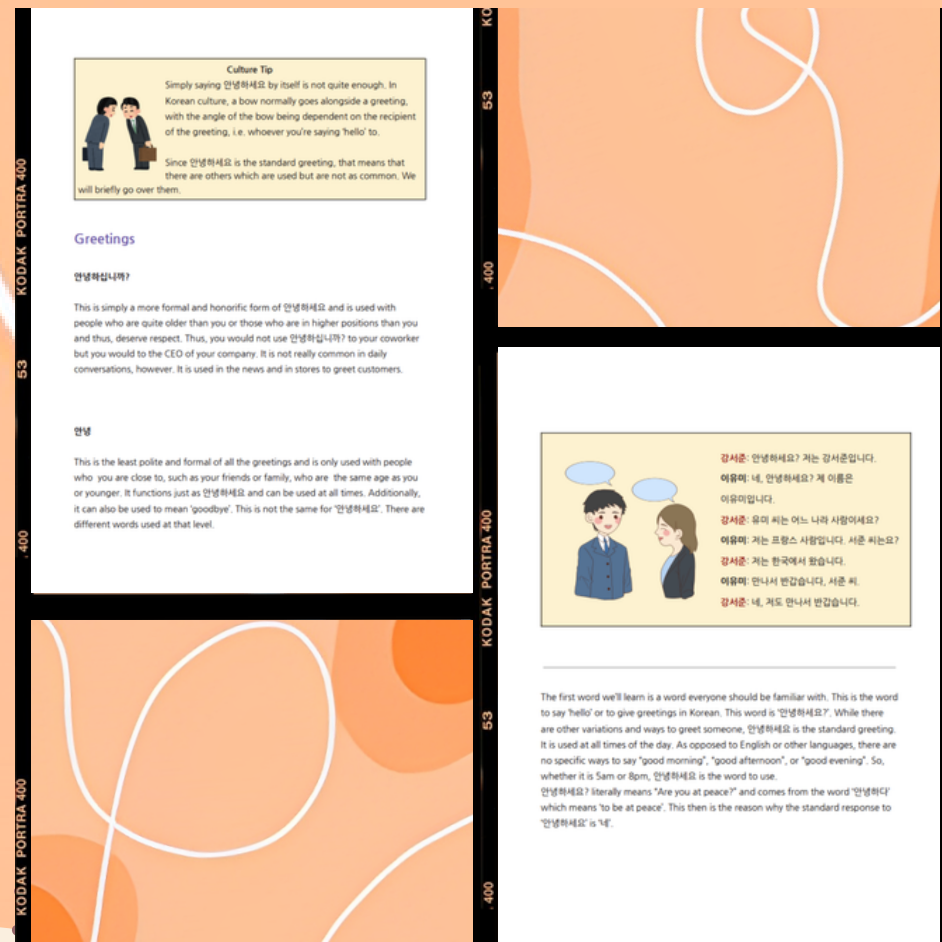 Culture Tip
Simply saying 안녕하세요 by itself is not quite enough. In
Korean culture, a bow normally goes alongside a greeting,
with the angle of the bow being dependent on the recipient
of the greeting, i.e. whoever you're saying 'hello' to.
Since 안녕하세요 is the standard greeting, that means that
there are others which are used but are not as common. We
will briefly go over them.
Greetings
안녕하십니까?
This is simply a more formal and honorific form of 안녕하세요 and is used with
people who are quite older than you or those who are in higher positions than you
and thus, deserve respect. Thus, you would not use 안녕하십니까? to your coworker
but you would to the CEO of your company. It is not really common in daily
conversations, however. It is used in the news and in stores to greet customers.
안녕
This is the least polite and formal of all the greetings and is only used with people
who you are close to, such as your friends or family, who are the same age as you
or younger. It functions just as 안녕하세요 and can be used at all times. Additionally,
it can also be used to mean 'goodbye'. This is not the same for '안녕하세요'. There are
different words used at that level.
KODAK PORTRA 400
53
400
KODAK PORTRA 400
KO
53
400
KODAK PORTRA 400
53
400
강서준: 안녕하세요? 저는 강서준입니다.
이유미: 네, 안녕하세요? 제 이름은
이유미입니다.
강서준: 유미 씨는 어느 나라 사람이세요?
이유미: 저는 프랑스 사람입니다. 서준 씨는요?
강서준: 저는 한국에서 왔습니다.
이유미: 만나서 반갑습니다, 서준 씨.
강서준: 네, 저도 만나서 반갑습니다.
The first word we'll learn is a word everyone should be familiar with. This is the word
to say 'hello' or to give greetings in Korean. This word is '안녕하세요?'. While there
are other variations and ways to greet someone, 안녕하세요 is the standard greeting.
It is used at all times of the day. As opposed to English or other languages, there are
no specific ways to say "good morning", "good afternoon", or "good evening". So,
whether it is 5am or 8pm, 안녕하세요 is the word to use.
안녕하세요? literally means "Are you at peace?" and comes from the word '안녕하다'
which means 'to be at peace'. This then is the reason why the standard response to
'안녕하세요' is '네'.